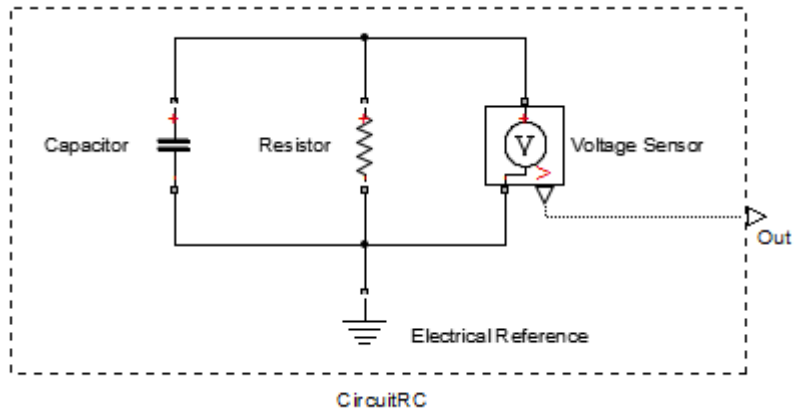 Capacitor
Resistor
V
Voltage Sensor
Out
Electrical Reference
CircuitRC